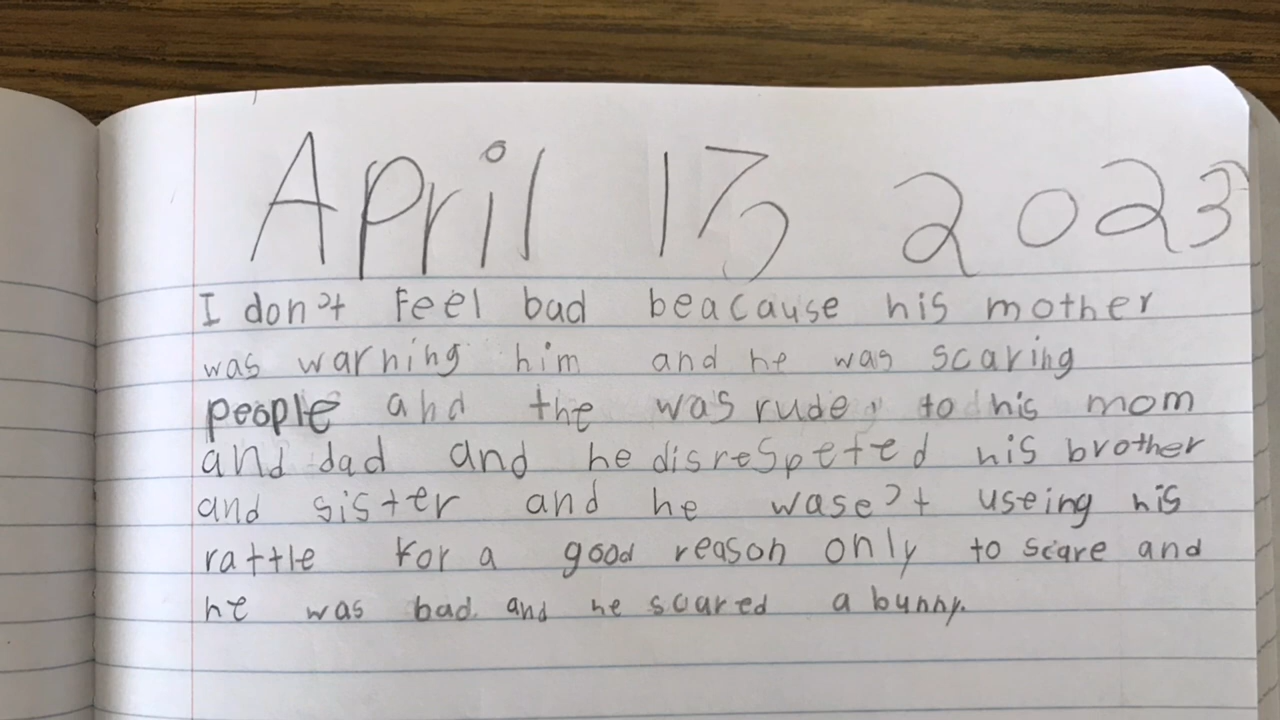 April 17, 2023
I don't feel bad beacause his mother
was warning him and he was scaring
people and the was rude, to his mom
and dad and he disrespeted his brother
and sister and he wase't useing his
rattle for a good reason only to scare and
he was bad and he scared a bunny.